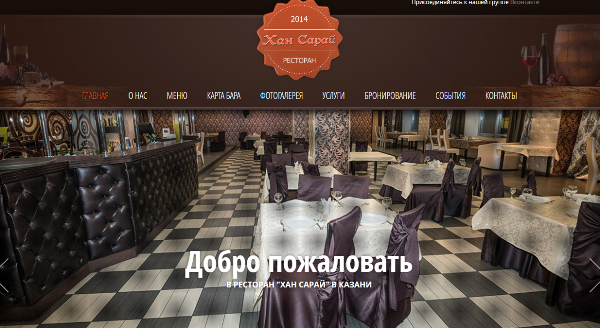 Присоединяйтесь к нашей группе Вконтакте
2014
Хан Сарай
РЕСТОРАН
ГЛАВНАЯ О НАС МЕНЮ КАРТА БАРА ФОТОГАЛЕРЕЯ УСЛУГИ БРОНИРОВАНИЕ СОБЫТИЯ КОНТАКТЫ
Добро пожаловать
В РЕСТОРАН "ХАН САРАЙ" В КАЗАНИ